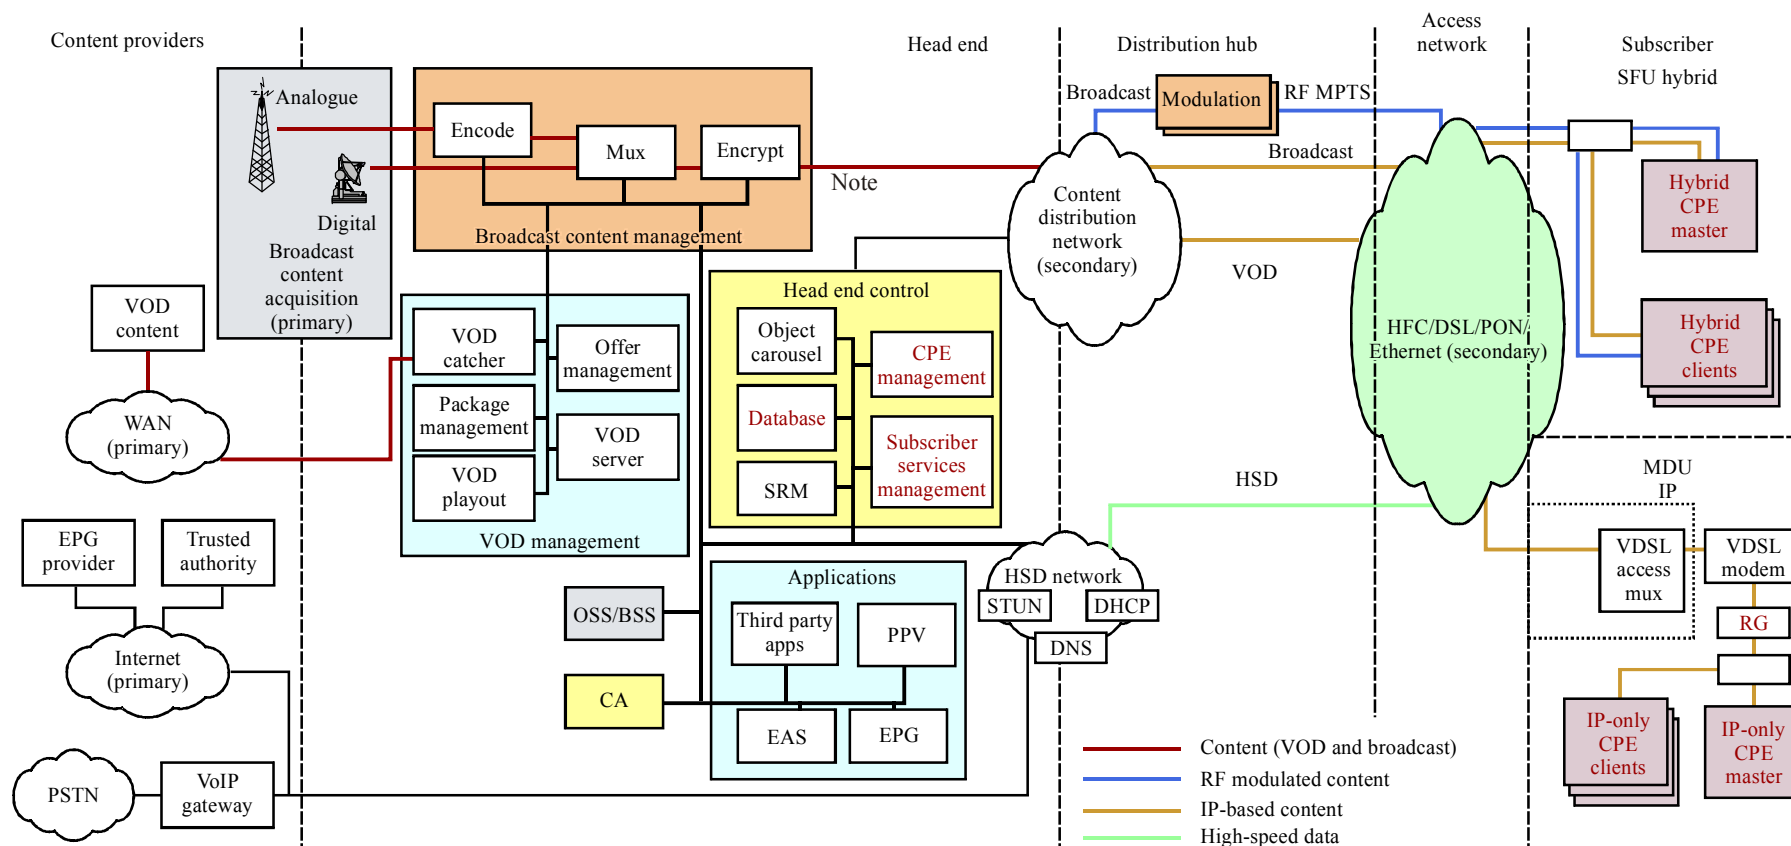 Content providers
Head end
Distribution hub
Access
network
Subscriber
SFU hybrid
Analogue
Digital
Broadcast
content
acquisition
(primary)
Encode
Mux
Encrypt
Broadcast content management
Note
Broadcast
Modulation
RF MPTS
Broadcast
VOD
Content
distribution
network
(secondary)
HFC/DSL/PON/
Ethernet (secondary)
Hybrid
CPE
master
Hybrid
CPE
clients
VOD
content
WAN
(primary)
VOD
catcher
Offer
management
Package
management
VOD
server
VOD
playout
VOD management
Head end control
Object
carousel
CPE
management
Database
Subscriber
services
management
SRM
HSD
MDU
IP
VDSL
access
mux
VDSL
modem
RG
IP-only
CPE
clients
IP-only
CPE
master
EPG
provider
Trusted
authority
Internet
(primary)
PSTN
VoIP
gateway
OSS/BSS
CA
Applications
Third party
apps
PPV
EAS
EPG
HSD network
STUN
DHCP
DNS
Content (VOD and broadcast)
RF modulated content
IP-based content
High-speed data